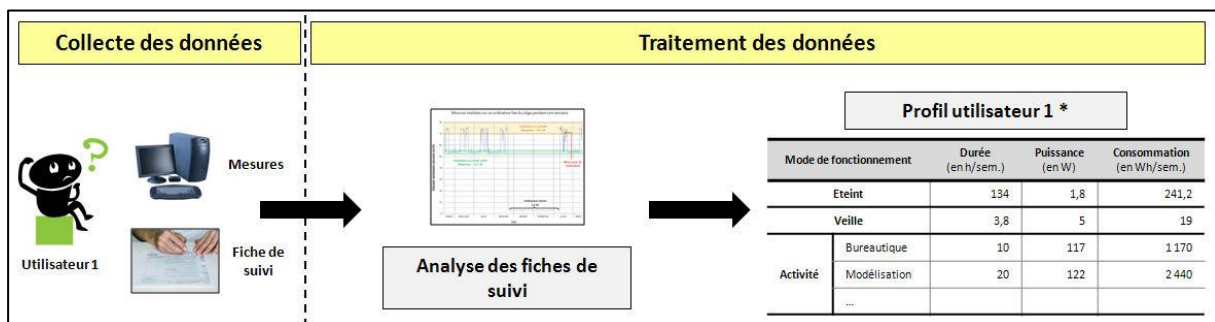 Collecte des données
Traitement des données
Mesures
Utilisateur 1
Fiche de
suivi
Analyse des fiches de
suivi
Profil utilisateur 1 *
Mode de fonctionnement Durée (en h/sem.) Puissance (en W) Consommation (en Wh/sem.)
Eteint 134 1,8 241,2
Veille 3,8 5 19
Activité Bureautique 10 117 1 170
Modélisation 20 122 2 440
...